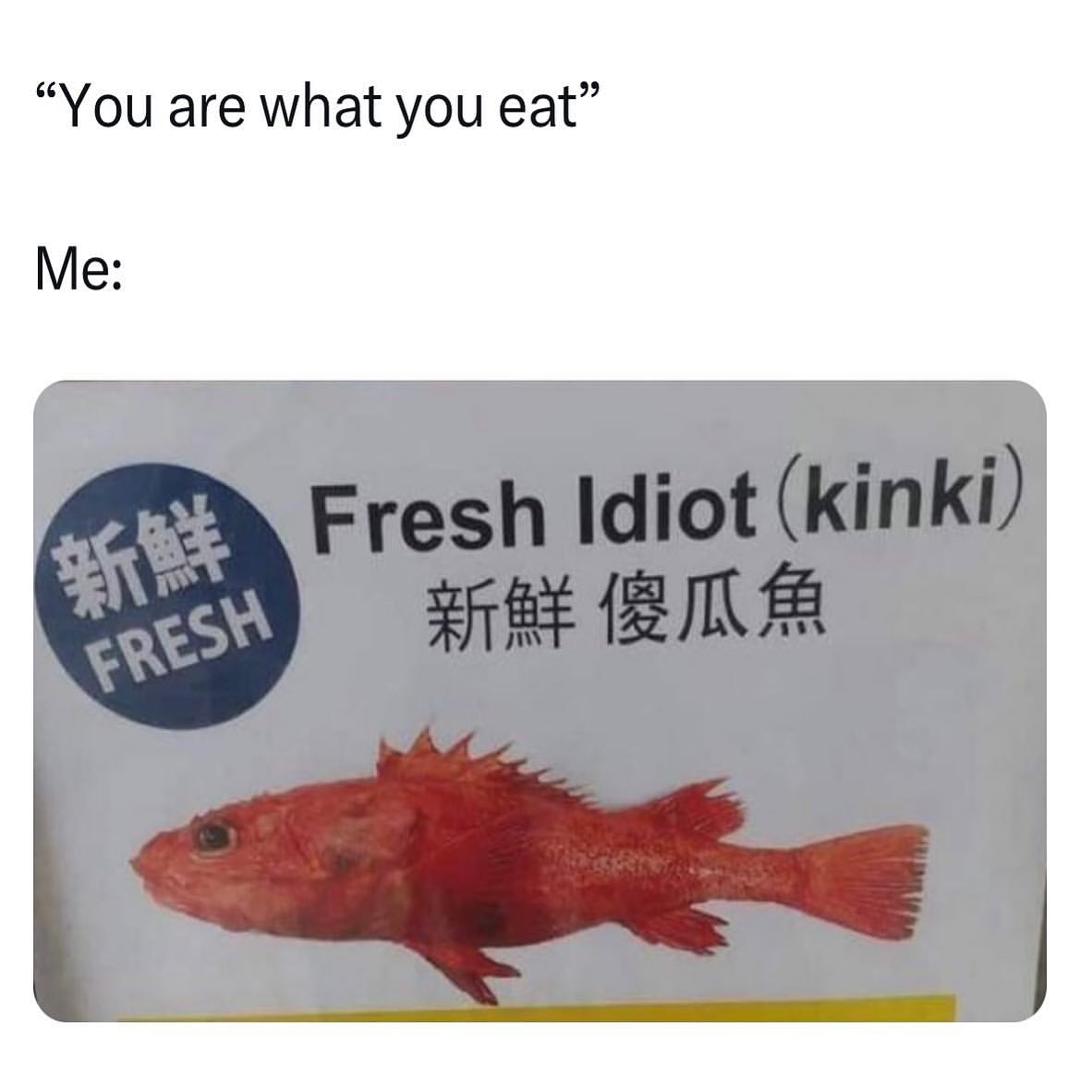 “You are what you eat”
Me:
新鮮
FRESH
Fresh Idiot (kinki)
新鮮 傻瓜魚